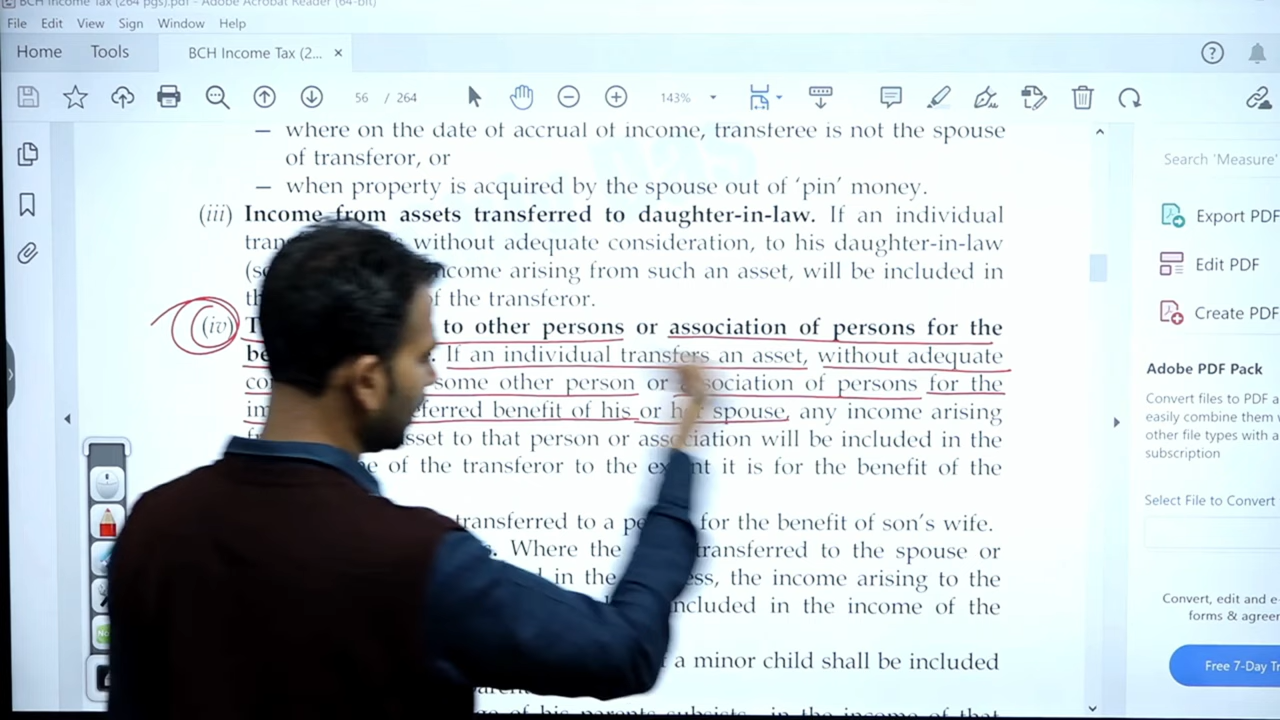 BCH Income Tax (264 pgs).pdf - Adobe Acrobat Reader (64-bit)
File Edit View Sign Window Help
Home Tools BCH Income Tax (2... ×
56 / 264 143%
— where on the date of accrual of income, transferee is not the spouse
of transferor, or
— when property is acquired by the spouse out of ‘pin’ money.
(iii) Income from assets transferred to daughter-in-law. If an individual
without adequate consideration, to his daughter-in-law
income arising from such an asset, will be included in
of the transferor.
(iv) to other persons or association of persons for the
If an individual transfers an asset, without adequate
some other person or association of persons for the
benefit of his or her spouse, any income arising
asset to that person or association will be included in the
of the transferor to the extent it is for the benefit of the
transferred to a for the benefit of son's wife.
Where the transferred to the spouse or
in the the income arising to the
included in the income of the
a minor child shall be included
of his parents subsists, in the income of that
Search 'Measure'
Export PDF
Edit PDF
Create PDF
Adobe PDF Pack
Convert files to PDF a
easily combine them w
other file types with a
subscription
Select File to Convert
Convert, edit and e-
forms & agreer
Free 7-Day Tr